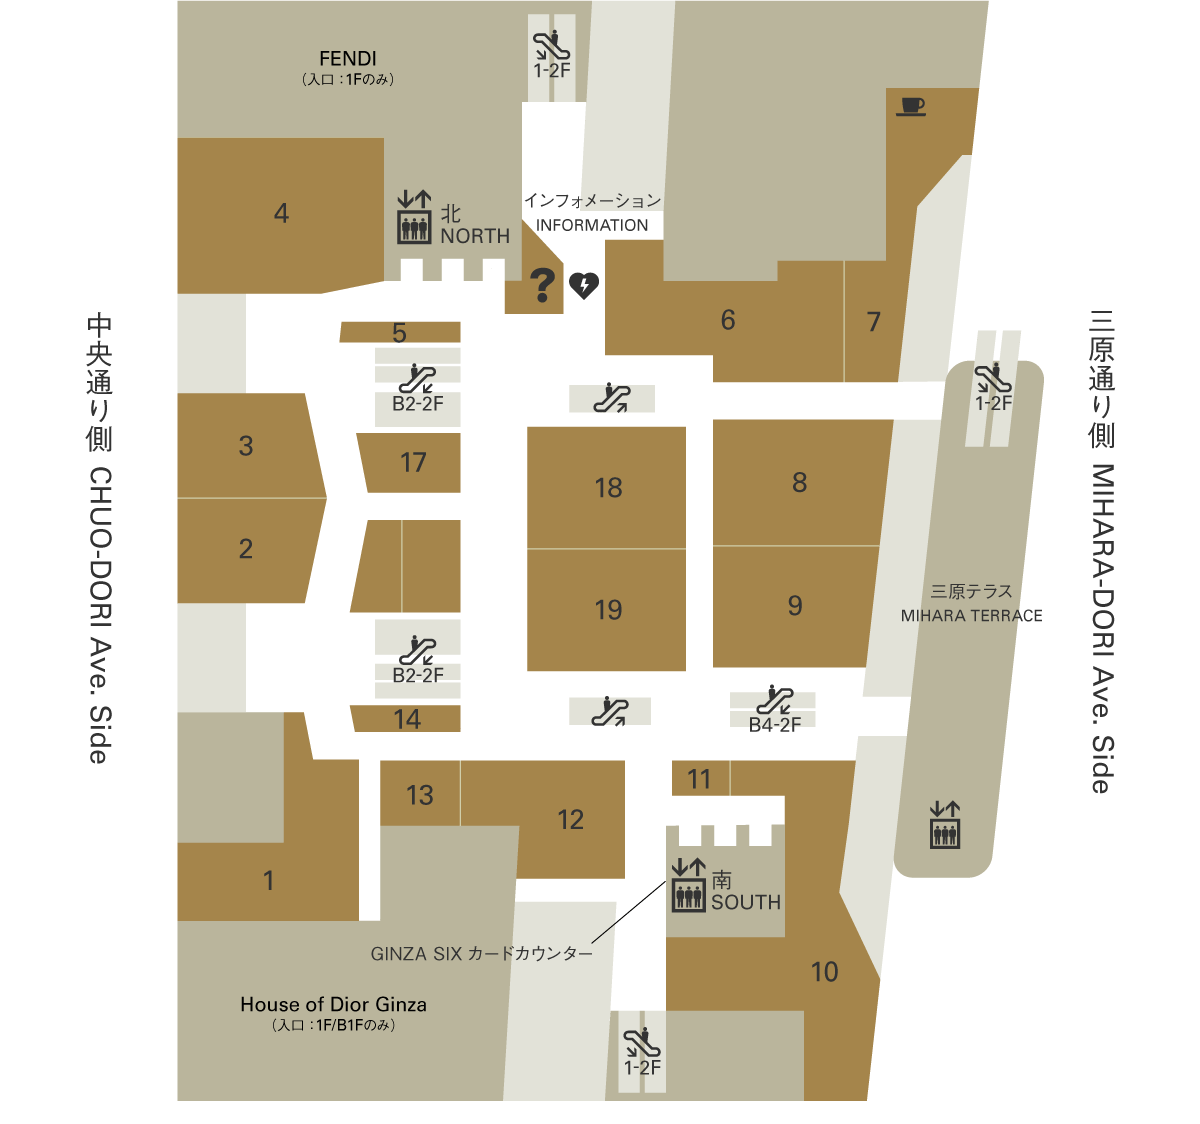 FENDI
（入口：1Fのみ）
1-2F
4
北
NORTH
インフォメーション
INFORMATION
?
5
6
7
B2-2F
1-2F
中央通り側 CHUO-DORI Ave. Side
三原通り側 MIHARA-DORI Ave. Side
3
17
18
8
2
19
9
三原テラス
MIHARA TERRACE
B2-2F
14
B4-2F
13
12
11
1
南
SOUTH
GINZA SIX カードカウンター
10
House of Dior Ginza
（入口：1F/B1Fのみ）
1-2F